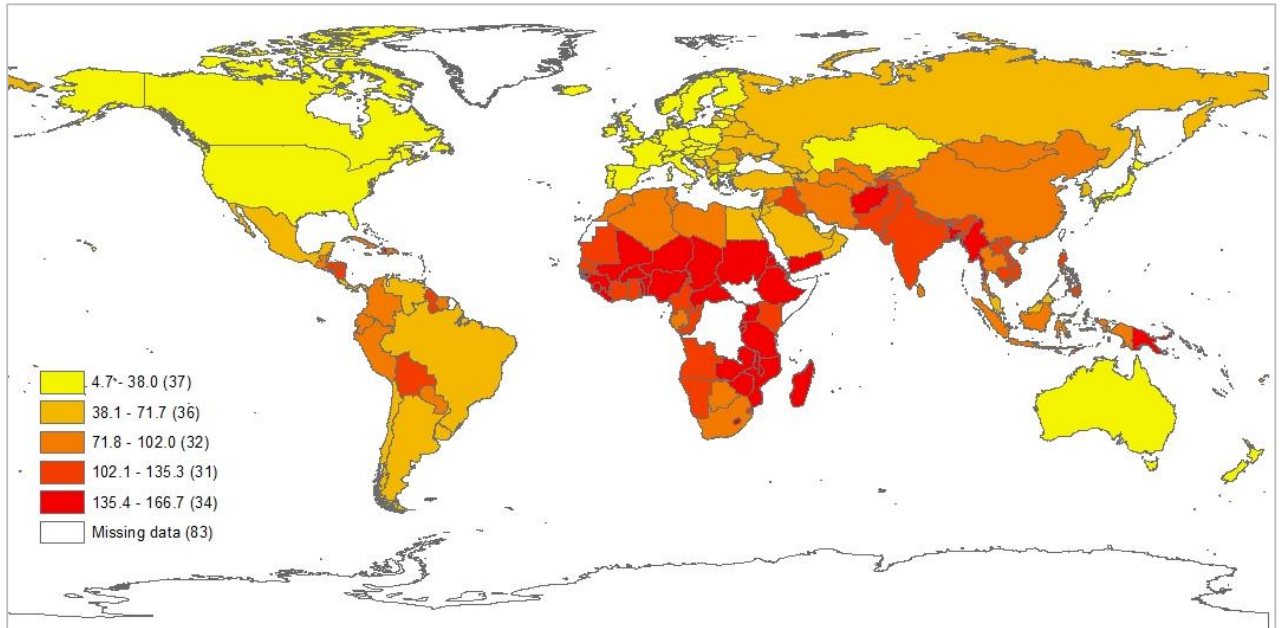 4.7 - 38.0 (37)
38.1 - 71.7 (36)
71.8 - 102.0 (32)
102.1 - 135.3 (31)
135.4 - 166.7 (34)
Missing data (83)